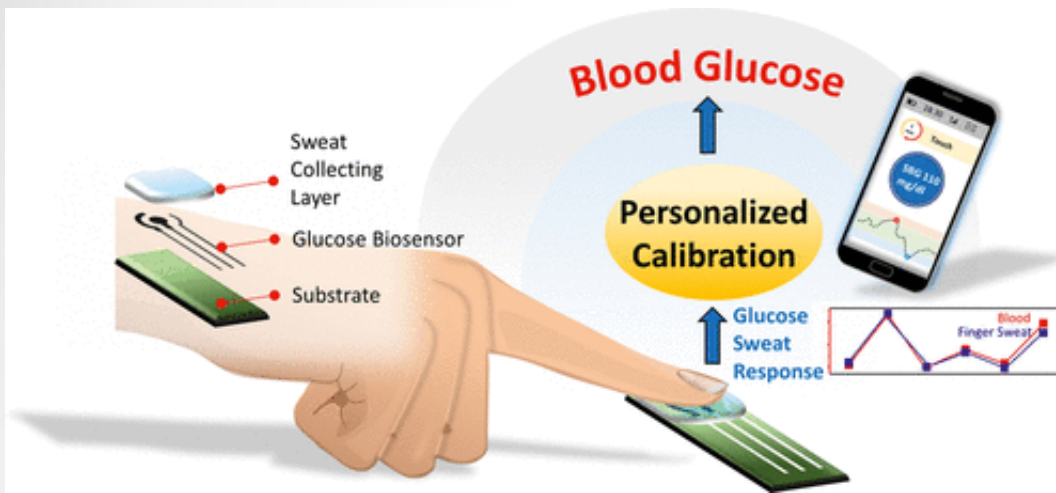 Blood Glucose
Sweat
Collecting
Layer
Glucose Biosensor
Substrate
Personalized
Calibration
Glucose
Sweat
Response
Touch
SBG 110
mg/dl
Blood
Finger Sweat